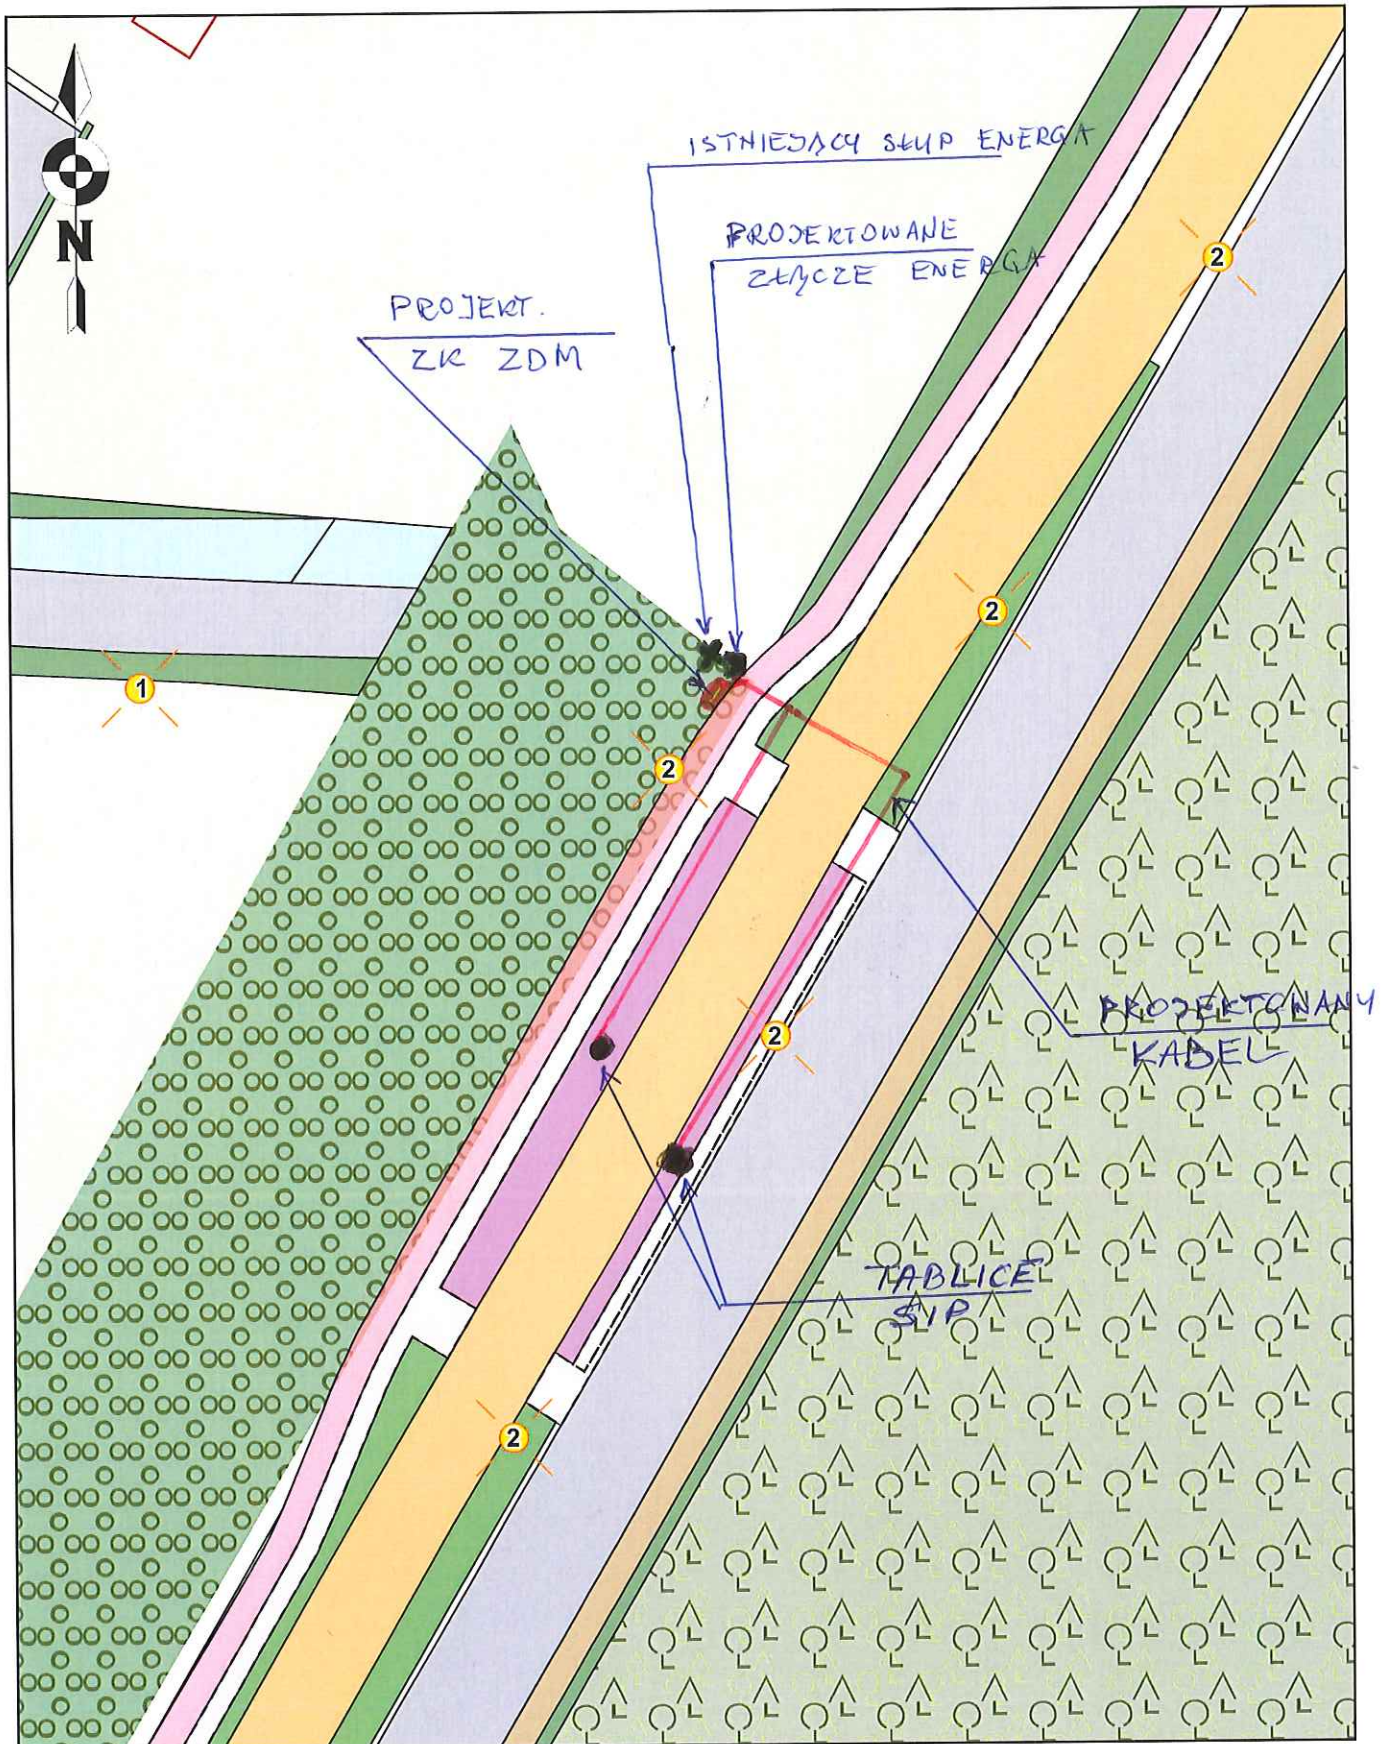 ISTNIEJĄCY SŁUP ENERGA
PROJEKTOWANE
ZŁĄCZE ENERGA
N
PROJEKT.
ZK ZDM
2
2
1
2
PROJEKTOWANY
KABEL
2
TABLICE
SIP
2